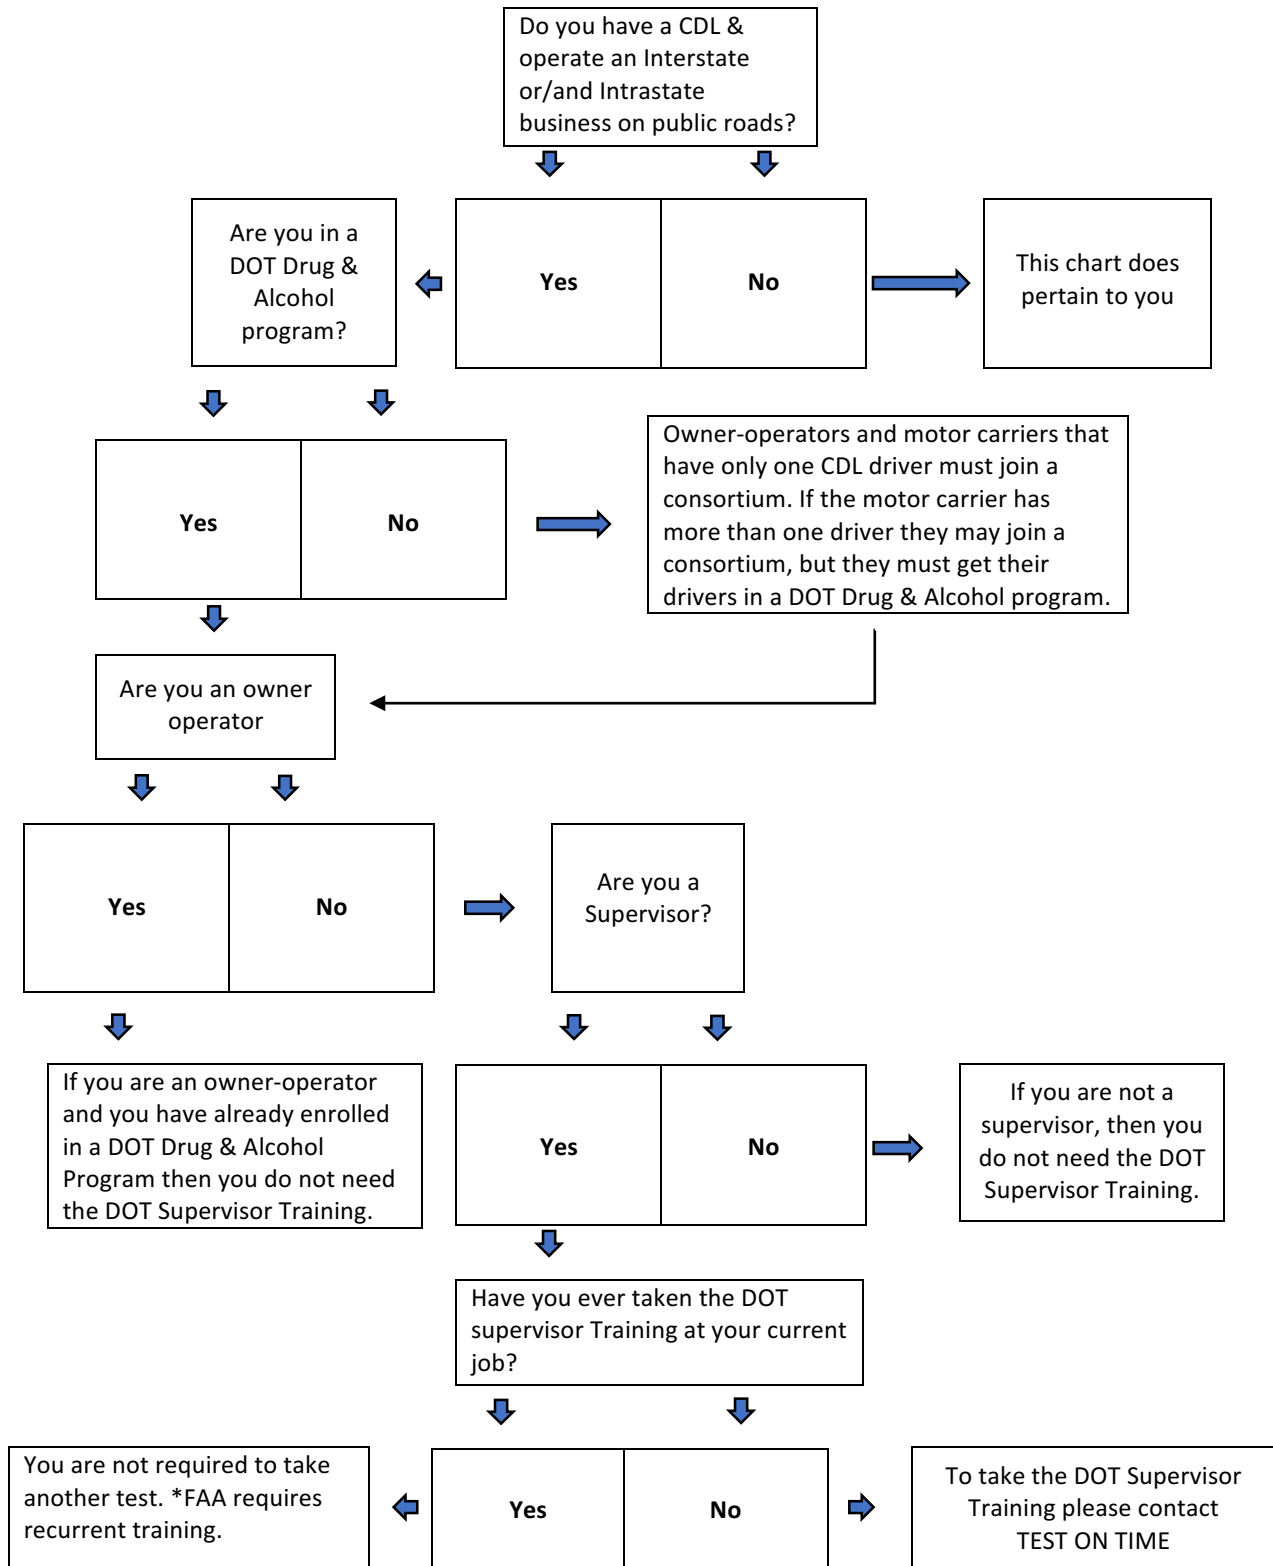 Do you have a CDL &
operate an Interstate
or/and Intrastate
business on public roads?
Are you in a
DOT Drug &
Alcohol
program?
Yes
No
This chart does
pertain to you
Yes
No
Owner-operators and motor carriers that
have only one CDL driver must join a
consortium. If the motor carrier has
more than one driver they may join a
consortium, but they must get their
drivers in a DOT Drug & Alcohol program.
Are you an owner
operator
Yes
No
Are you a
Supervisor?
If you are an owner-operator
and you have already enrolled
in a DOT Drug & Alcohol
Program then you do not need
the DOT Supervisor Training.
Yes
No
If you are not a
supervisor, then you
do not need the DOT
Supervisor Training.
Have you ever taken the DOT
supervisor Training at your current
job?
You are not required to take
another test. *FAA requires
recurrent training.
Yes
No
To take the DOT Supervisor
Training please contact
TEST ON TIME